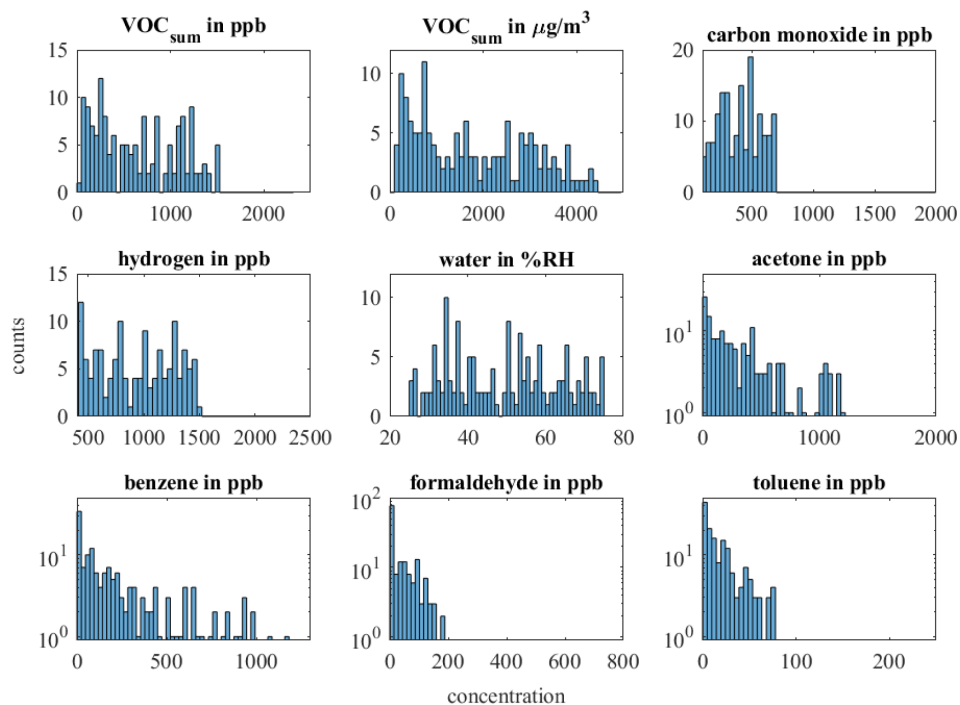 VOCsum in ppb
VOCsum in μg/m3
carbon monoxide in ppb
15
10
5
0
0 1000 2000
10
5
0
0 2000 4000
20
10
0
500 1000 1500 2000
hydrogen in ppb
water in %RH
acetone in ppb
counts
15
10
5
0
500 1000 1500 2000 2500
10
5
0
20 40 60 80
10^1
10^0
0 1000 2000
benzene in ppb
formaldehyde in ppb
toluene in ppb
10^1
10^0
0 500 1000
10^2
10^1
10^0
0 200 400 600 800
10^1
10^0
0 100 200
concentration